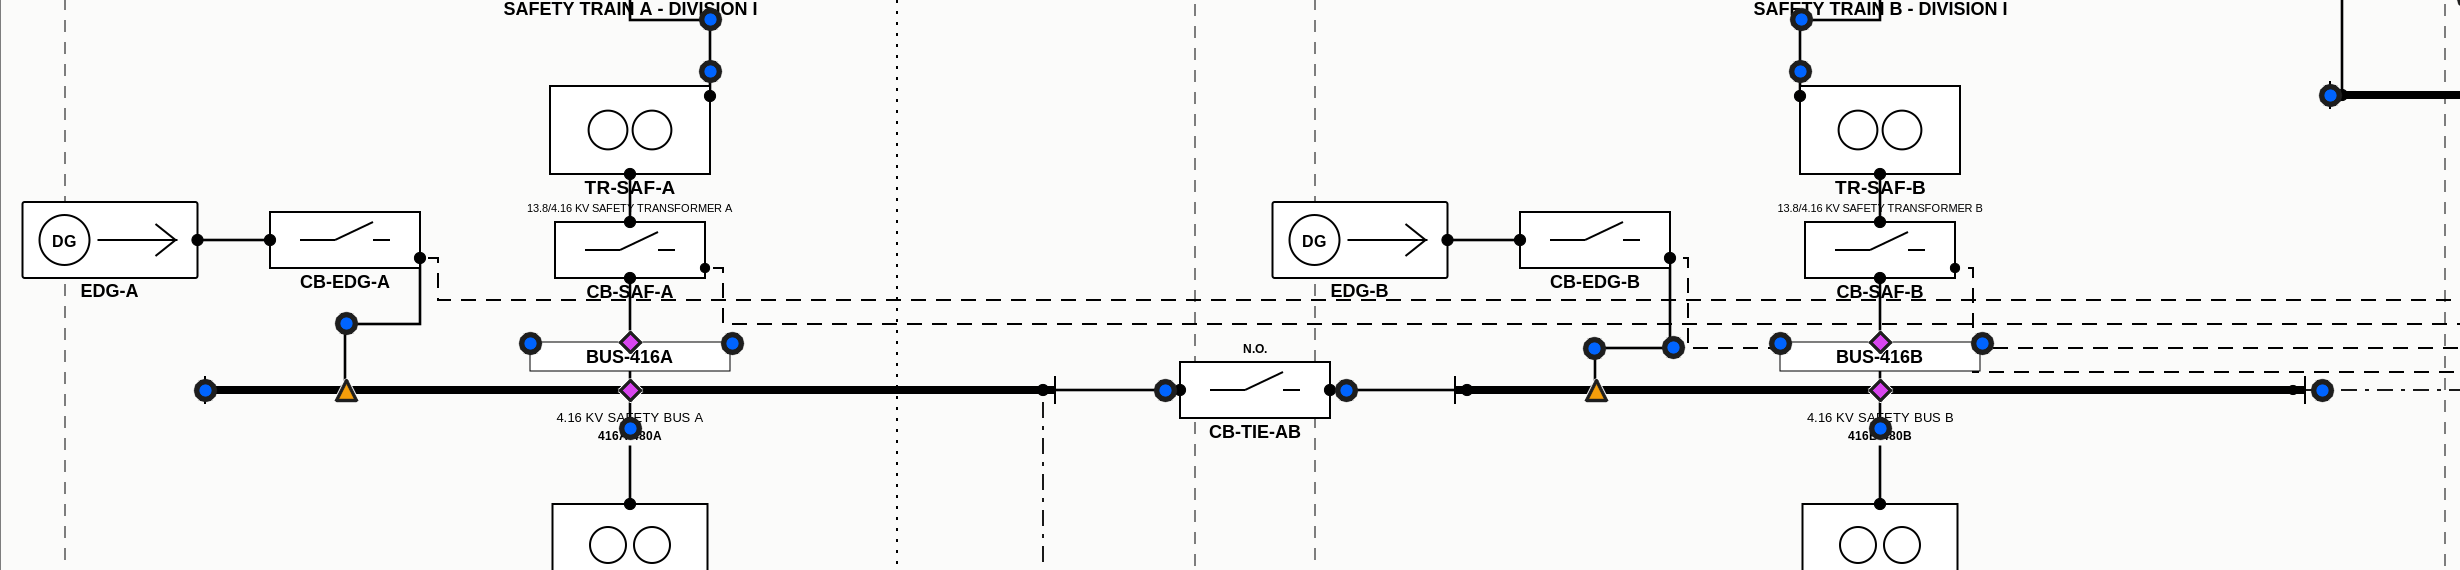 SAFETY TRAIN A - DIVISION I
SAFETY TRAIN B - DIVISION I
TR-SAF-A
13.8/4.16 KV SAFETY TRANSFORMER A
TR-SAF-B
13.8/4.16 KV SAFETY TRANSFORMER B
DG
EDG-A
CB-EDG-A
CB-SAF-A
DG
EDG-B
CB-EDG-B
CB-SAF-B
BUS-416A
N.O.
BUS-416B
4.16 KV SAFETY BUS A
CB-TIE-AB
4.16 KV SAFETY BUS B